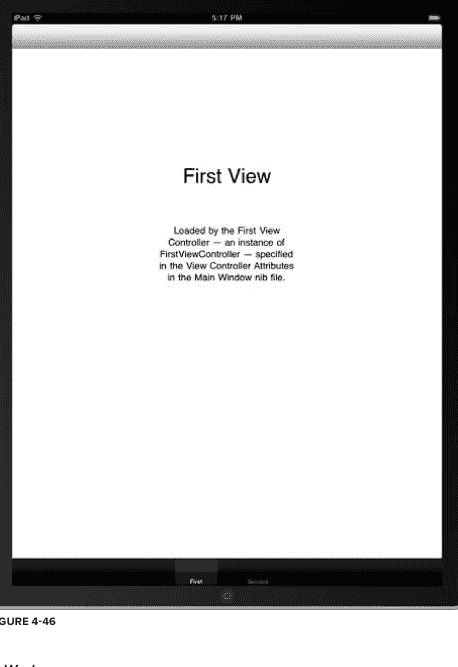 iPad 5:17 PM
First View
Loaded by the First View
Controller — an instance of
FirstViewController — specified
in the View Controller Attributes
in the Main Window nib file.
First Second
GURE 4-46